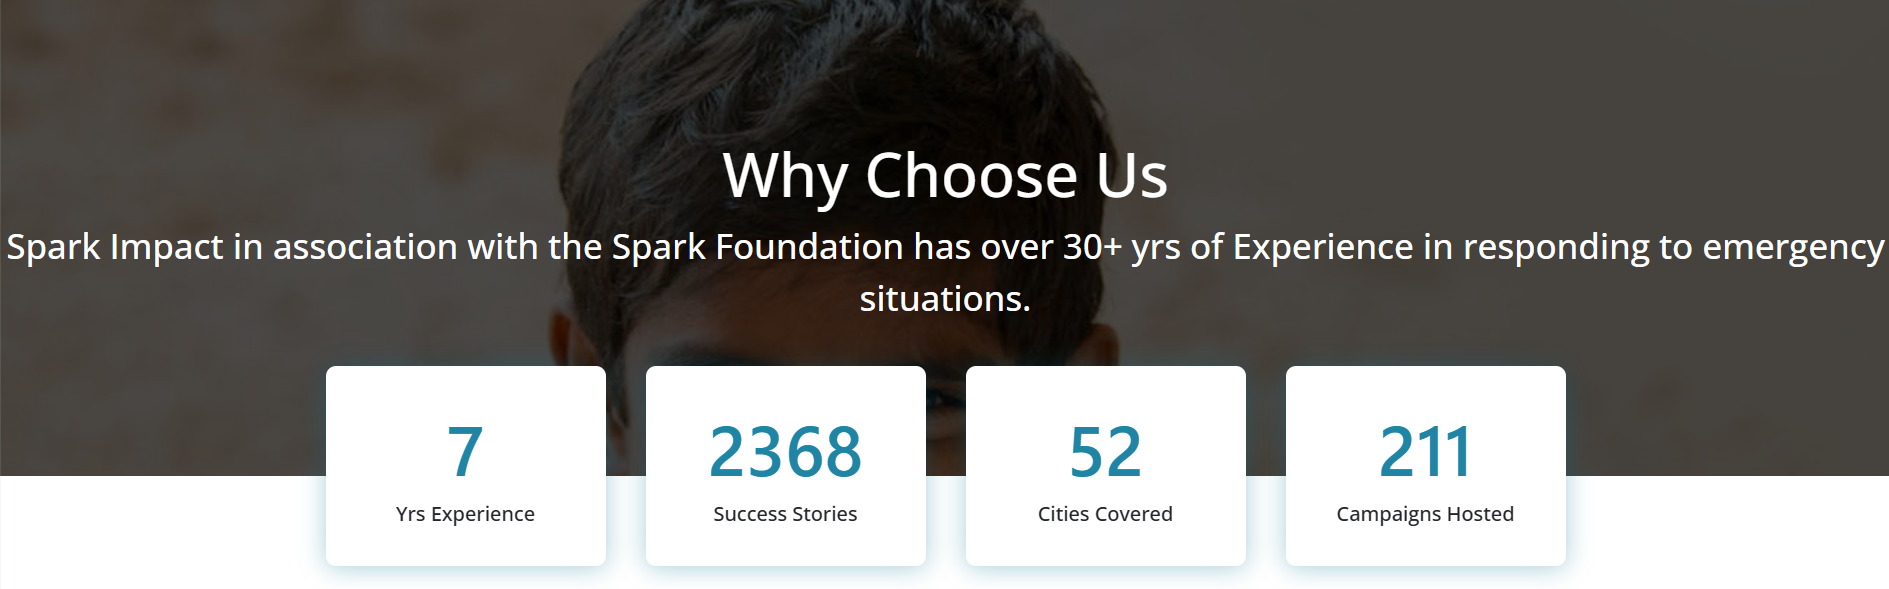 Why Choose Us
Spark Impact in association with the Spark Foundation has over 30+ yrs of Experience in responding to emergency
situations.
7
Yrs Experience
2368
Success Stories
52
Cities Covered
211
Campaigns Hosted